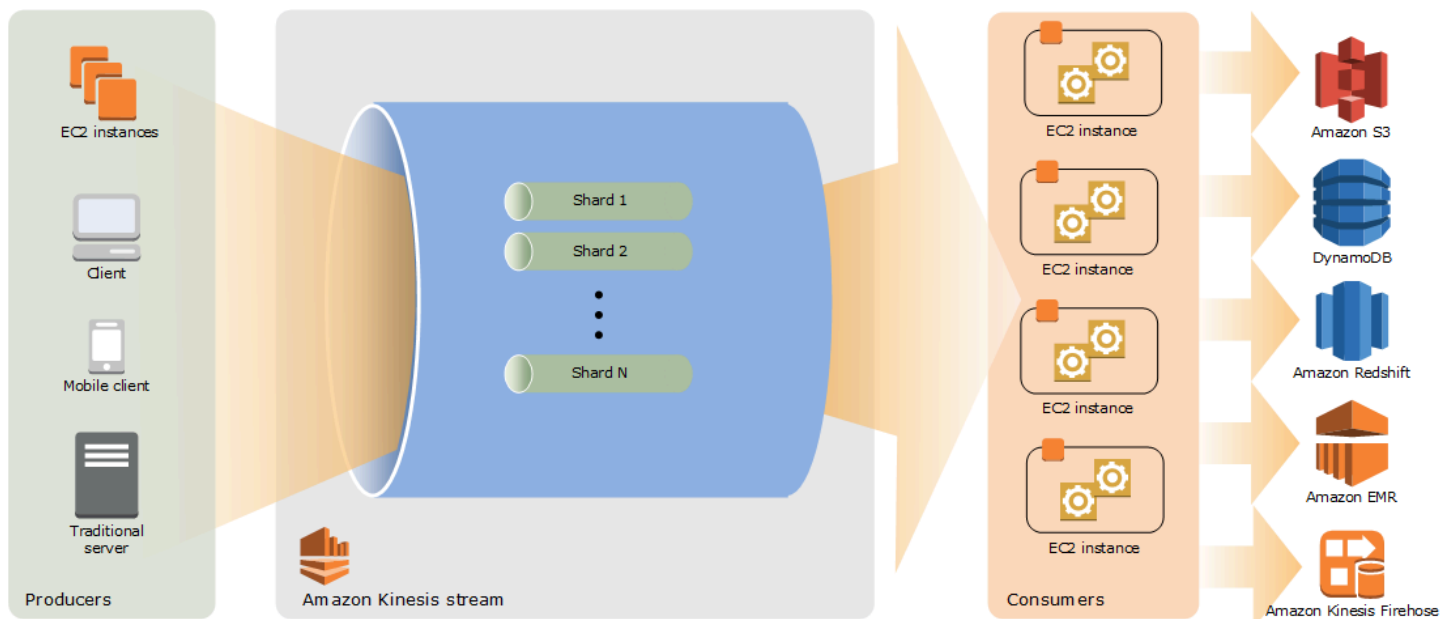 EC2 instances
Client
Mobile client
Traditional
server
Producers
Shard 1
Shard 2
Shard N
Amazon Kinesis stream
EC2 instance
EC2 instance
EC2 instance
EC2 instance
Consumers
Amazon S3
DynamoDB
Amazon Redshift
Amazon EMR
Amazon Kinesis Firehose